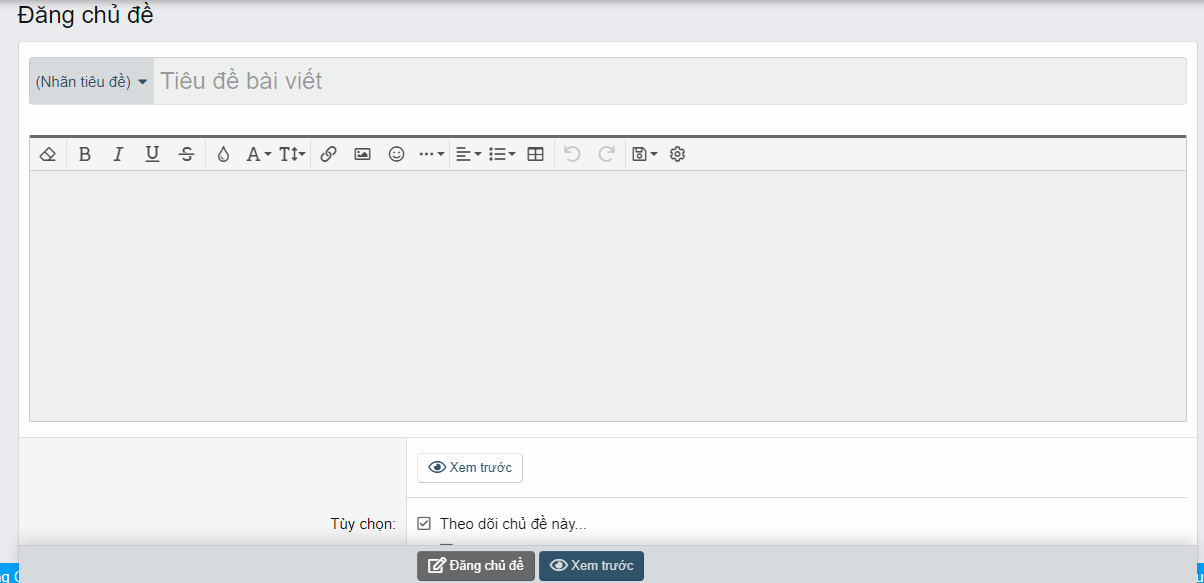 Đăng chủ đề
(Nhãn tiêu đề) Tiêu đề bài viết
Xem trước
Tùy chọn: Theo dõi chủ đề này...
Đăng chủ đề Xem trước